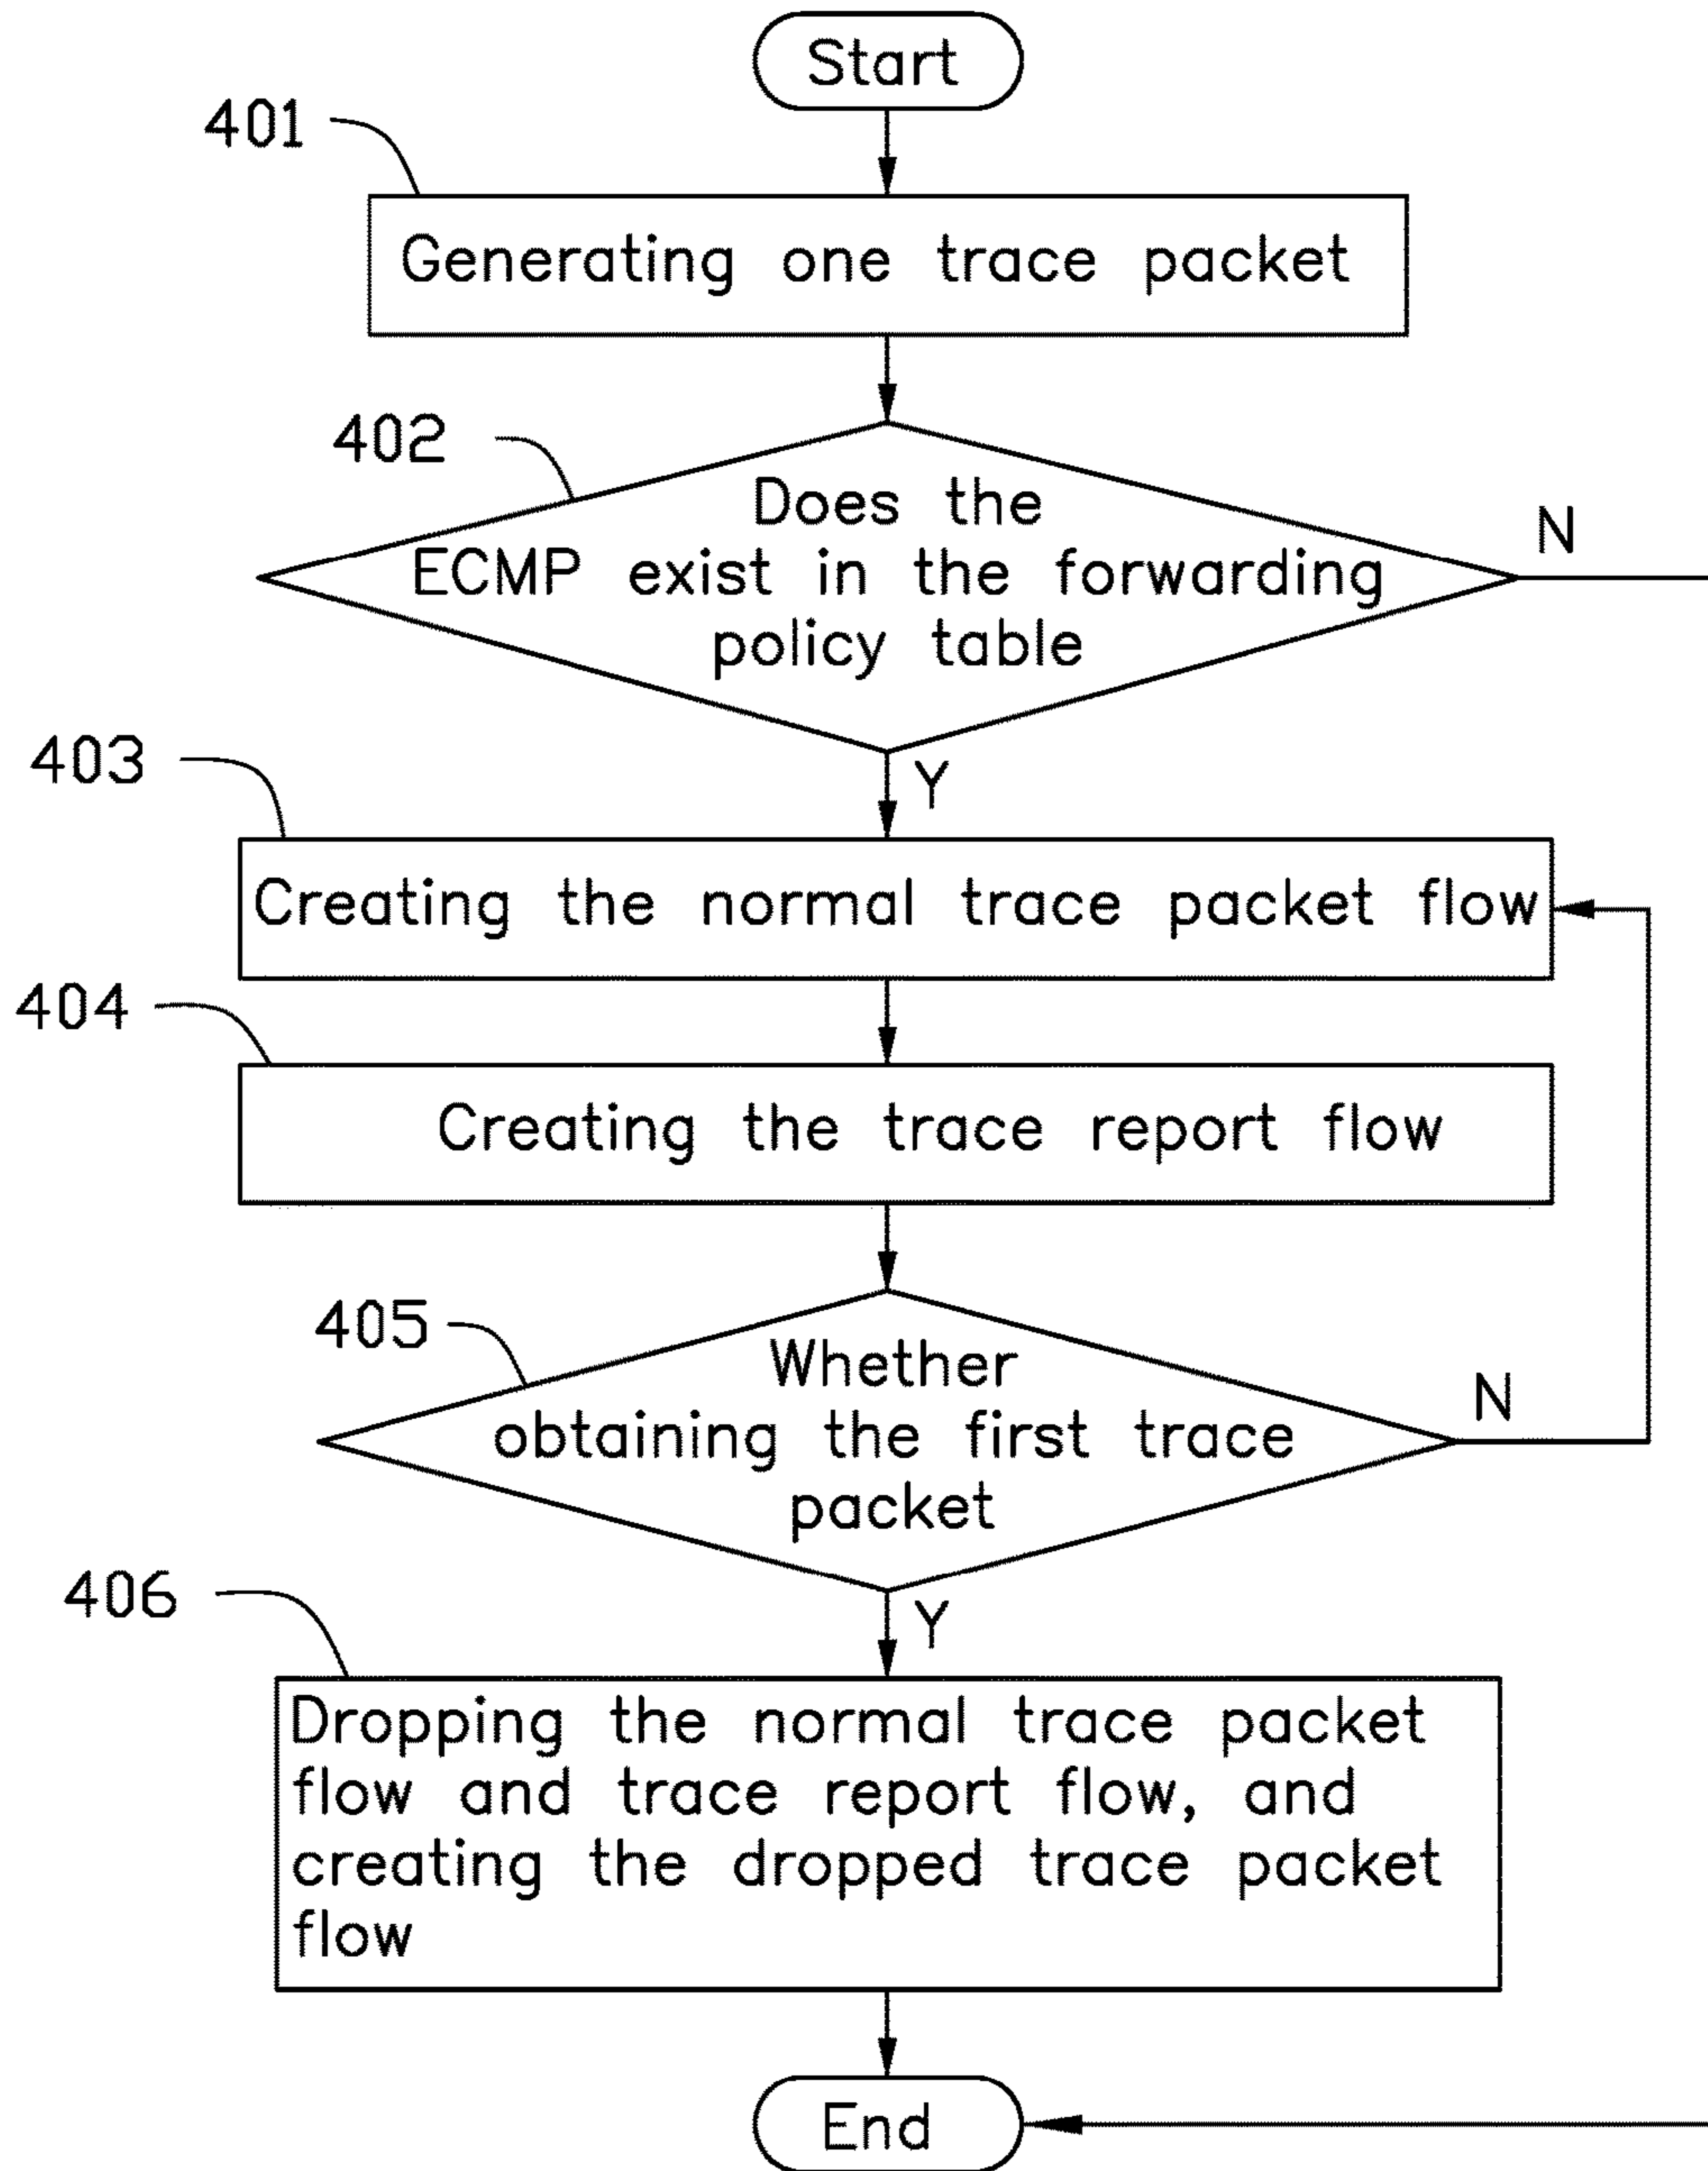 Start
401
Generating one trace packet
402
Does the
ECMP exist in the forwarding
policy table
N
403
Y
Creating the normal trace packet flow
404
Creating the trace report flow
405
Whether
obtaining the first trace
packet
N
406
Y
Dropping the normal trace packet
flow and trace report flow, and
creating the dropped trace packet
flow
End